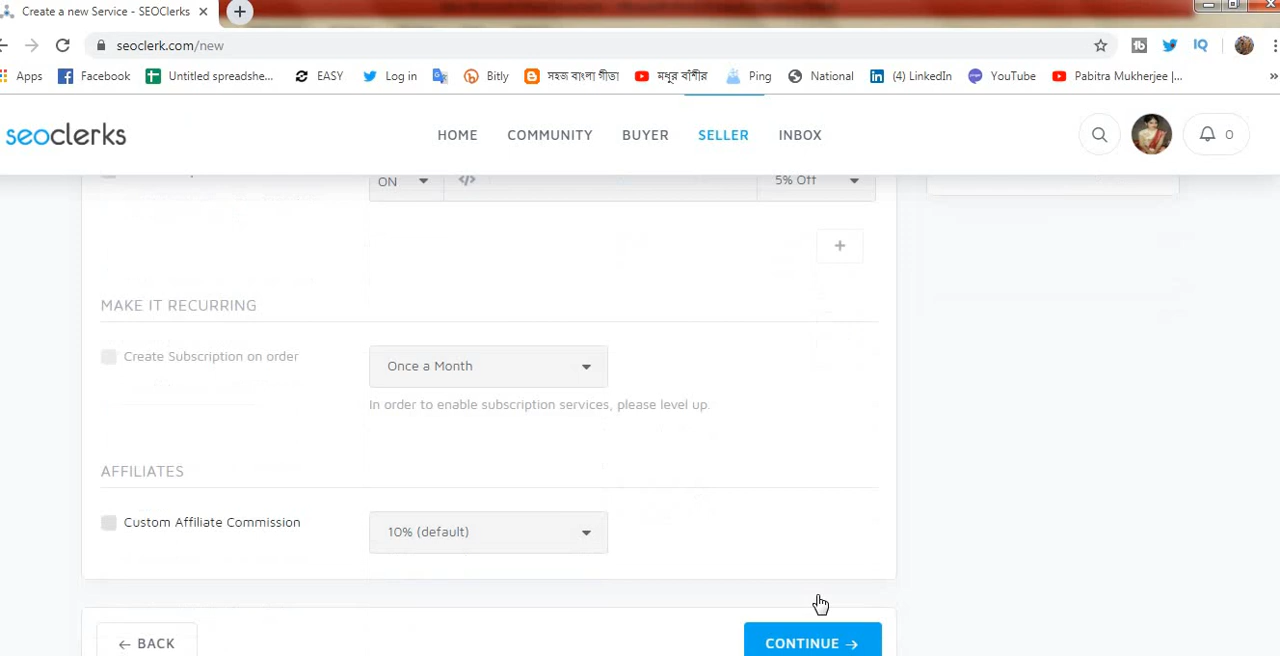 Create a new Service - SEOClerks
seoclerk.com/new
Apps Facebook Untitled spreadshe... EASY Log in Bitly সহজ বাংলা গীতা মধুর বাঁশীর Ping National (4) LinkedIn YouTube Pabitra Mukherjee |... »
seoclerks HOME COMMUNITY BUYER SELLER INBOX 0
ON 5% Off
+
MAKE IT RECURRING
Create Subscription on order Once a Month
In order to enable subscription services, please level up.
AFFILIATES
Custom Affiliate Commission 10% (default)
← BACK CONTINUE →